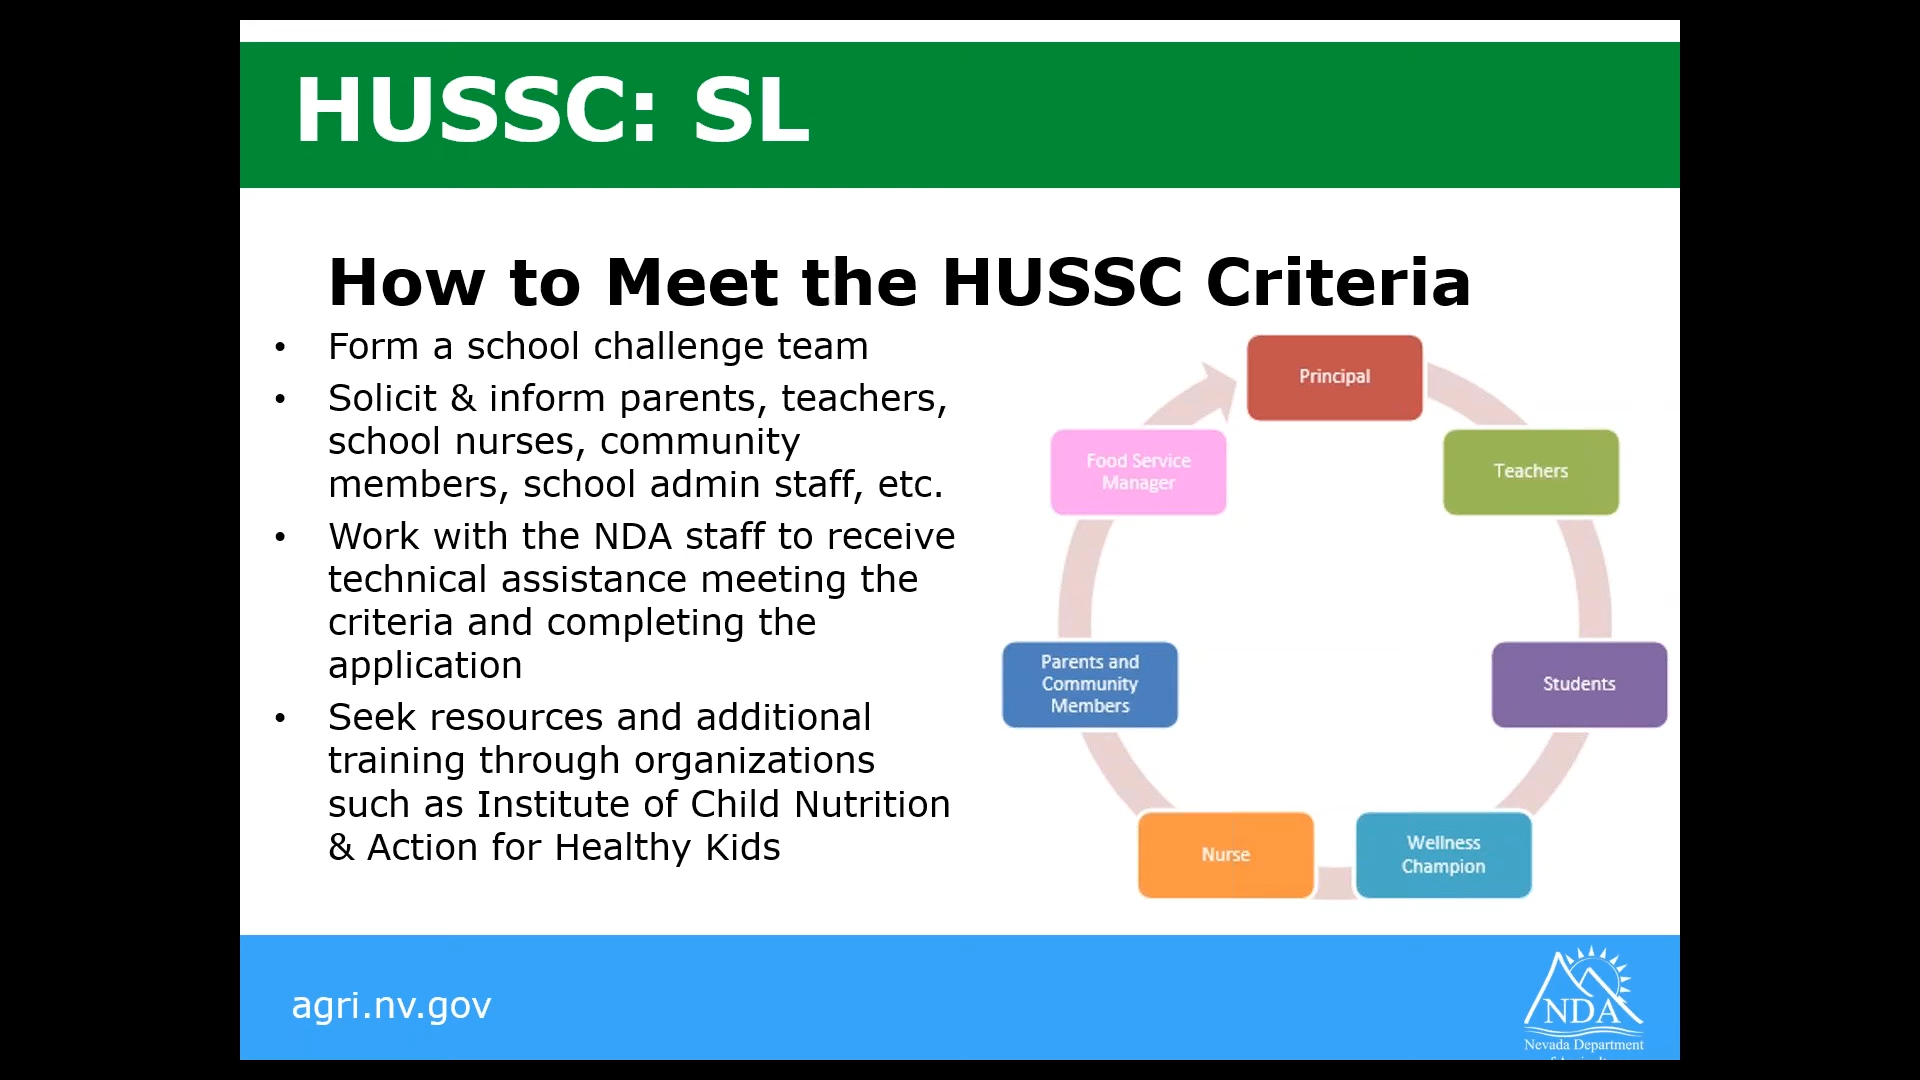 HUSSC: SL
How to Meet the HUSSC Criteria
• Form a school challenge team
• Solicit & inform parents, teachers,
school nurses, community
members, school admin staff, etc.
• Work with the NDA staff to receive
technical assistance meeting the
criteria and completing the
application
• Seek resources and additional
training through organizations
such as Institute of Child Nutrition
& Action for Healthy Kids
Principal
Teachers
Students
Wellness
Champion
Nurse
Parents and
Community
Members
Food Service
Manager
agri.nv.gov
NDA
Nevada Department